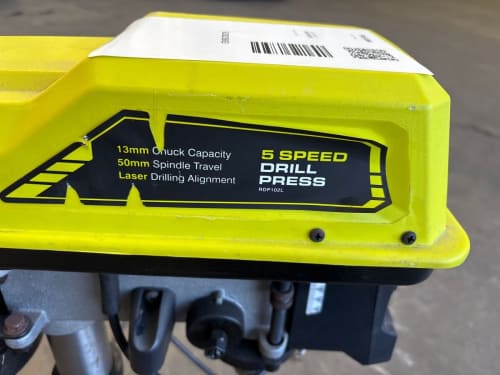 13mm Chuck Capacity
50mm Spindle Travel
Laser Drilling Alignment
5 SPEED
DRILL
PRESS
RDP102L